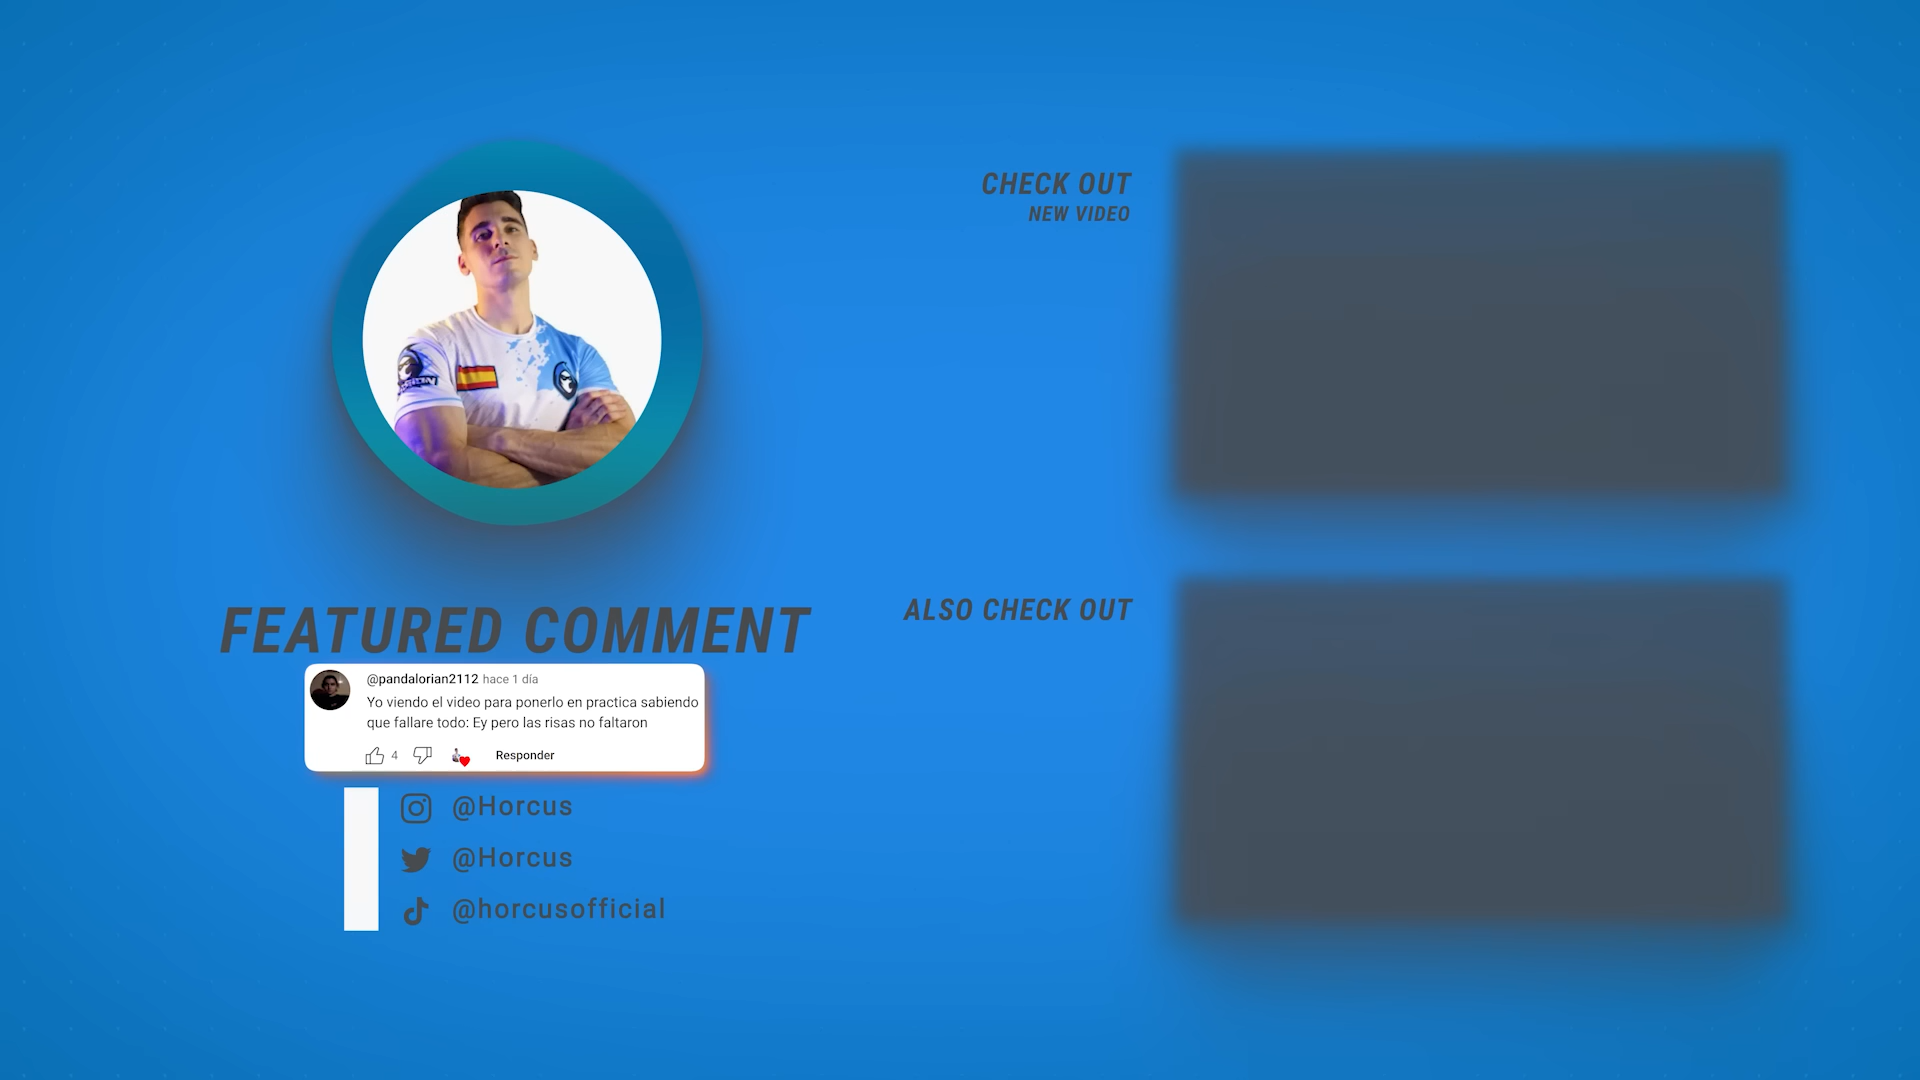 CHECK OUT
NEW VIDEO
FEATURED COMMENT
@pandalorian2112 hace 1 día
Yo viendo el video para ponerlo en practica sabiendo
que fallare todo: Ey pero las risas no faltaron
4 Responder
@Horcus
@Horcus
@horcusofficial
ALSO CHECK OUT